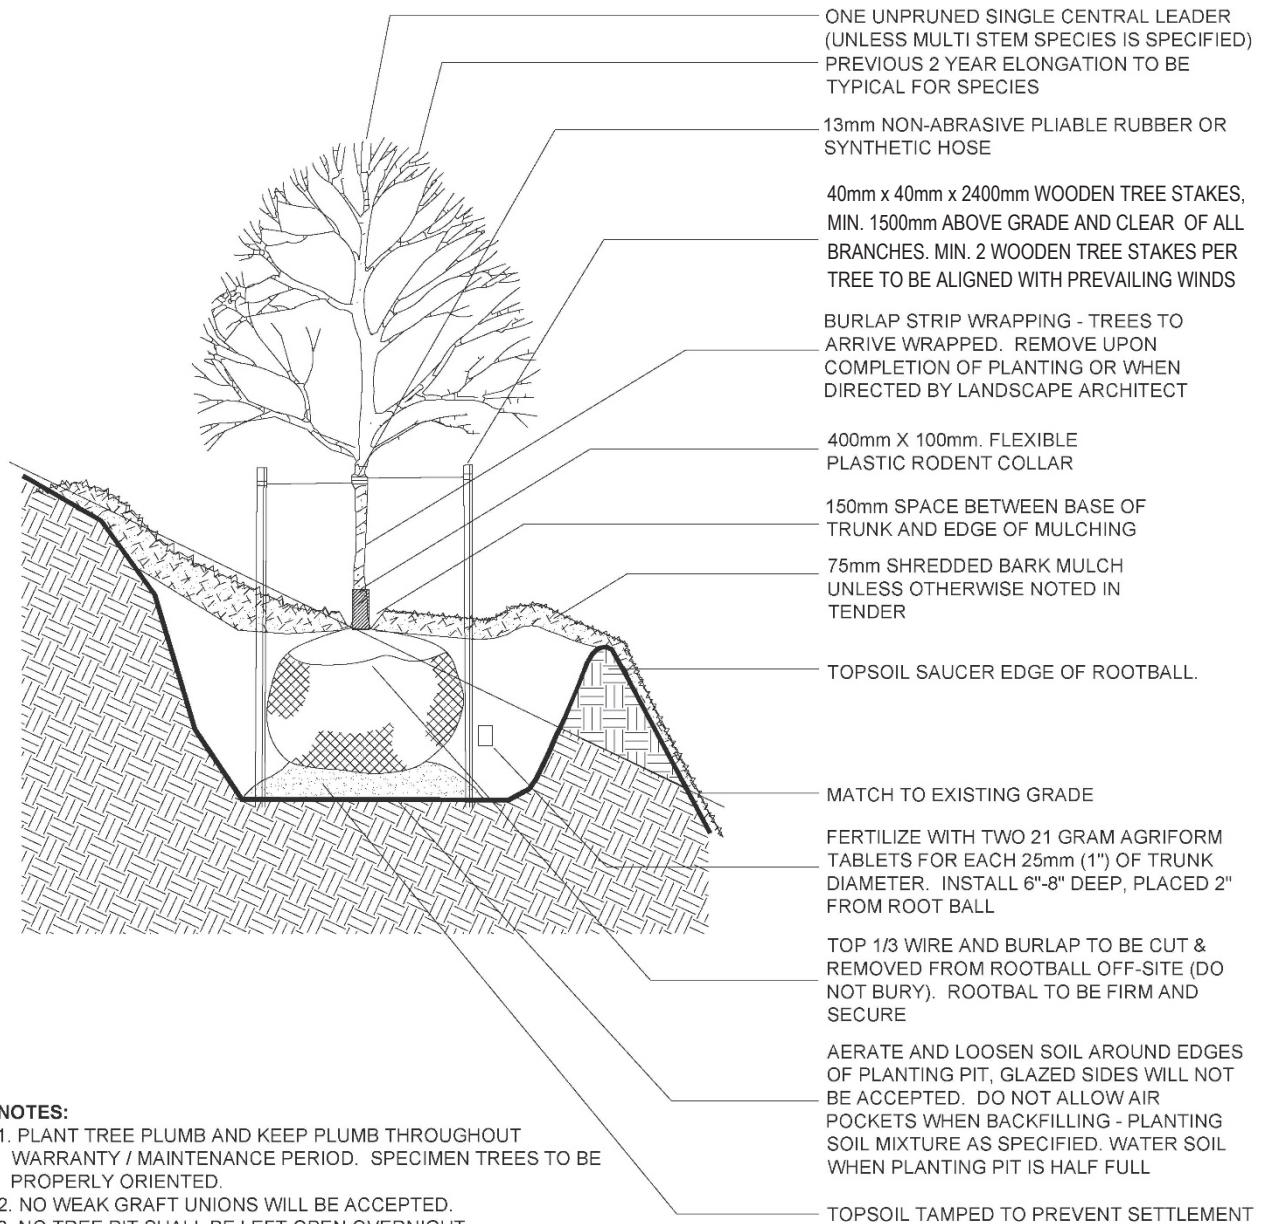 ONE UNPRUNED SINGLE CENTRAL LEADER
(UNLESS MULTI STEM SPECIES IS SPECIFIED)
PREVIOUS 2 YEAR ELONGATION TO BE
TYPICAL FOR SPECIES
13mm NON-ABRASIVE PLIABLE RUBBER OR
SYNTHETIC HOSE
40mm x 40mm x 2400mm WOODEN TREE STAKES,
MIN. 1500mm ABOVE GRADE AND CLEAR OF ALL
BRANCHES. MIN. 2 WOODEN TREE STAKES PER
TREE TO BE ALIGNED WITH PREVAILING WINDS
BURLAP STRIP WRAPPING - TREES TO
ARRIVE WRAPPED. REMOVE UPON
COMPLETION OF PLANTING OR WHEN
DIRECTED BY LANDSCAPE ARCHITECT
400mm X 100mm. FLEXIBLE
PLASTIC RODENT COLLAR
150mm SPACE BETWEEN BASE OF
TRUNK AND EDGE OF MULCHING
75mm SHREDDED BARK MULCH
UNLESS OTHERWISE NOTED IN
TENDER
TOPSOIL SAUCER EDGE OF ROOTBALL.
MATCH TO EXISTING GRADE
FERTILIZE WITH TWO 21 GRAM AGRIFORM
TABLETS FOR EACH 25mm (1") OF TRUNK
DIAMETER. INSTALL 6"-8" DEEP, PLACED 2"
FROM ROOT BALL
TOP 1/3 WIRE AND BURLAP TO BE CUT &
REMOVED FROM ROOTBALL OFF-SITE (DO
NOT BURY). ROOTBAL TO BE FIRM AND
SECURE
AERATE AND LOOSEN SOIL AROUND EDGES
OF PLANTING PIT, GLAZED SIDES WILL NOT
BE ACCEPTED. DO NOT ALLOW AIR
POCKETS WHEN BACKFILLING - PLANTING
SOIL MIXTURE AS SPECIFIED. WATER SOIL
WHEN PLANTING PIT IS HALF FULL
TOPSOIL TAMPED TO PREVENT SETTLEMENT
NOTES:
1. PLANT TREE PLUMB AND KEEP PLUMB THROUGHOUT
WARRANTY / MAINTENANCE PERIOD. SPECIMEN TREES TO BE
PROPERLY ORIENTED.
2. NO WEAK GRAFT UNIONS WILL BE ACCEPTED.
3. NO TREE PIT SHALL BE LEFT OPEN OVERNIGHT